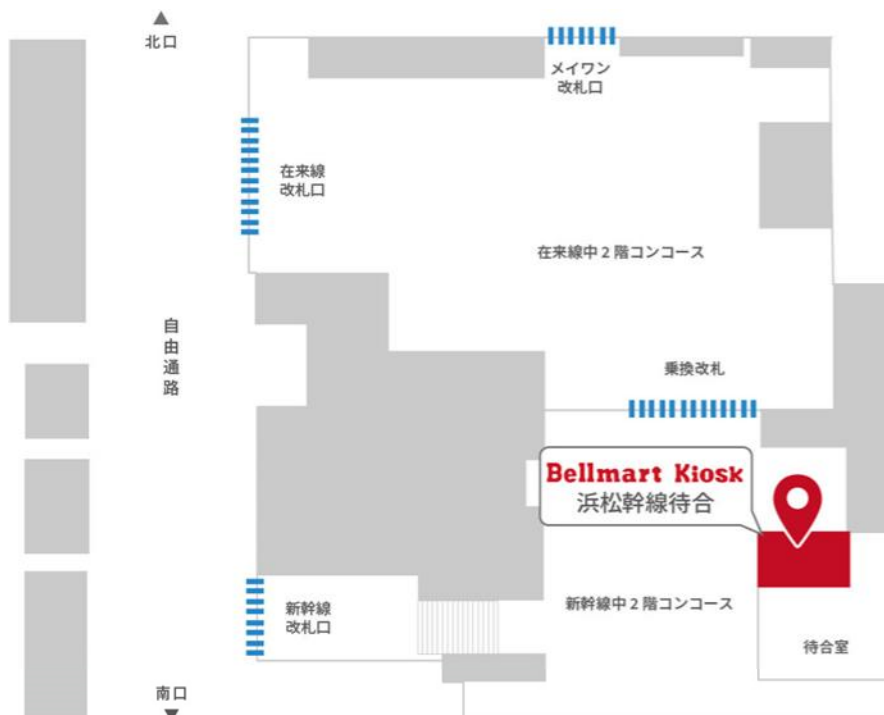 北口
メイワン
改札口
在来線
改札口
在来線中2階コンコース
自由通路
乗換改札
Bellmart Kiosk
浜松幹線待合
新幹線
改札口
新幹線中2階コンコース
待合室
南口